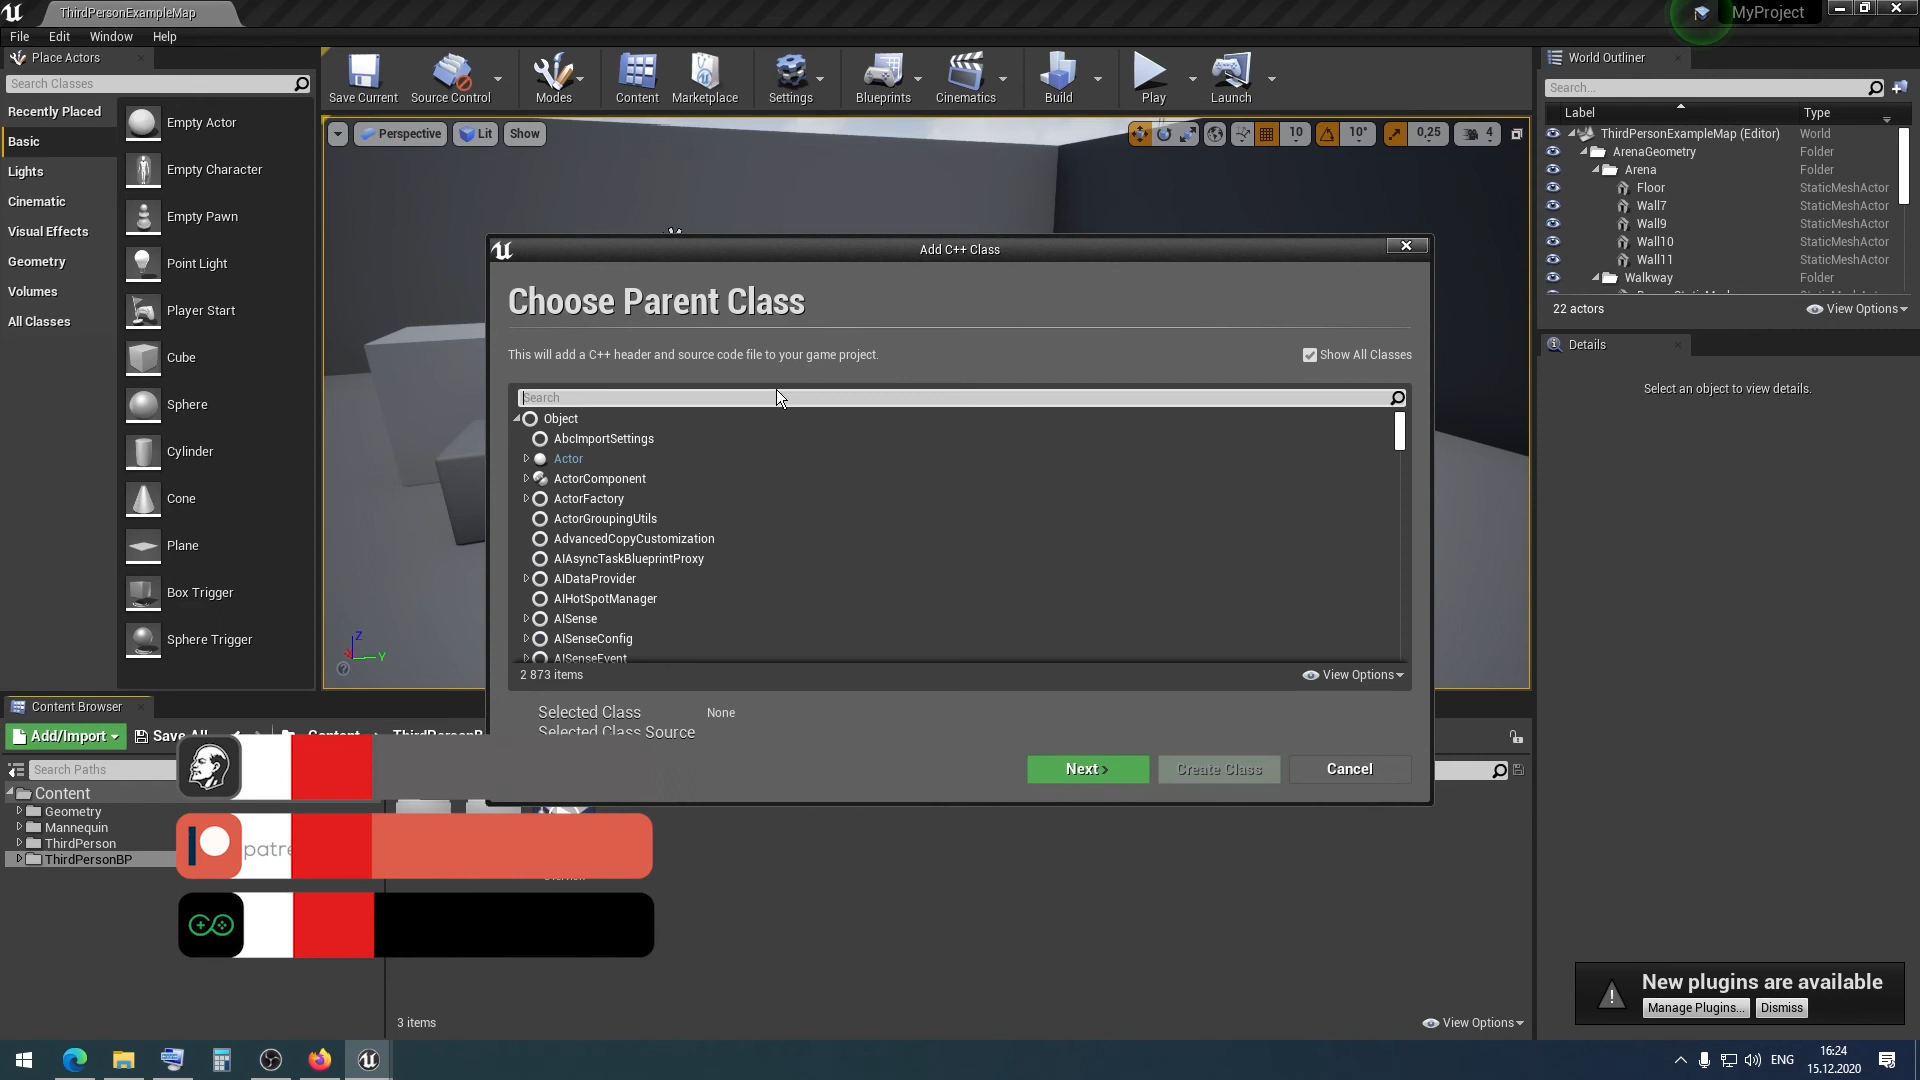 ThirdPersonExampleMap
MyProject
File Edit Window Help
Place Actors
Search Classes
Recently Placed
Basic
Lights
Cinematic
Visual Effects
Geometry
Volumes
All Classes
Empty Actor
Empty Character
Empty Pawn
Point Light
Player Start
Cube
Sphere
Cylinder
Cone
Plane
Box Trigger
Sphere Trigger
Save Current Source Control Modes Content Marketplace Settings Blueprints Cinematics Build Play Launch
Perspective Lit Show
10 10° 0,25 4
Z
Y
Add C++ Class
Choose Parent Class
This will add a C++ header and source code file to your game project.
Show All Classes
Search
Object
AbcImportSettings
Actor
ActorComponent
ActorFactory
ActorGroupingUtils
AdvancedCopyCustomization
AIAsyncTaskBlueprintProxy
AIDataProvider
AIHotSpotManager
AISense
AISenseConfig
AISenseEvent
2 873 items
View Options
Selected Class None
Selected Class Source
Next Create Class Cancel
World Outliner
Search...
Label Type
ThirdPersonExampleMap (Editor) World
ArenaGeometry Folder
Arena Folder
Floor StaticMeshActor
Wall7 StaticMeshActor
Wall9 StaticMeshActor
Wall10 StaticMeshActor
Wall11 StaticMeshActor
Walkway Folder
22 actors
View Options
Details
Select an object to view details.
Content Browser
Add/Import Save All Content ThirdPersonB
Search Paths
Content
Geometry
Mannequin
ThirdPerson
ThirdPersonBP
patre
3 items
View Options
New plugins are available
Manage Plugins... Dismiss
ENG
16:24
15.12.2020